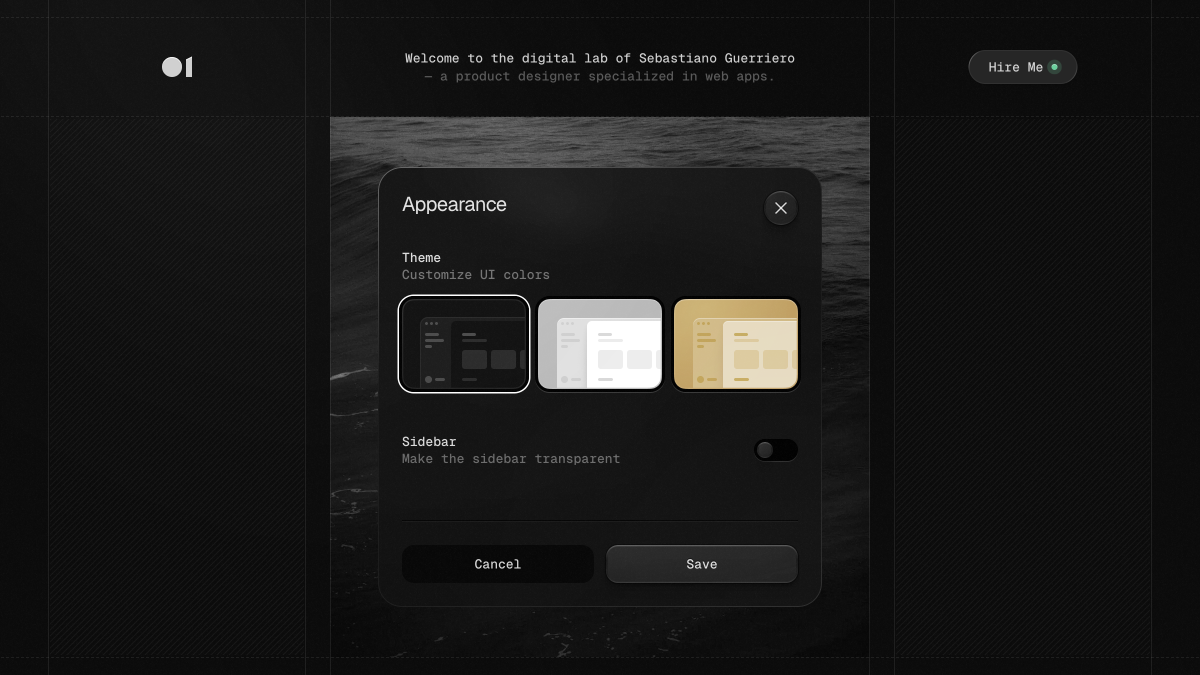 01
Welcome to the digital lab of Sebastiano Guerriero
— a product designer specialized in web apps.
Hire Me
Appearance
Theme
Customize UI colors
Sidebar
Make the sidebar transparent
Cancel
Save